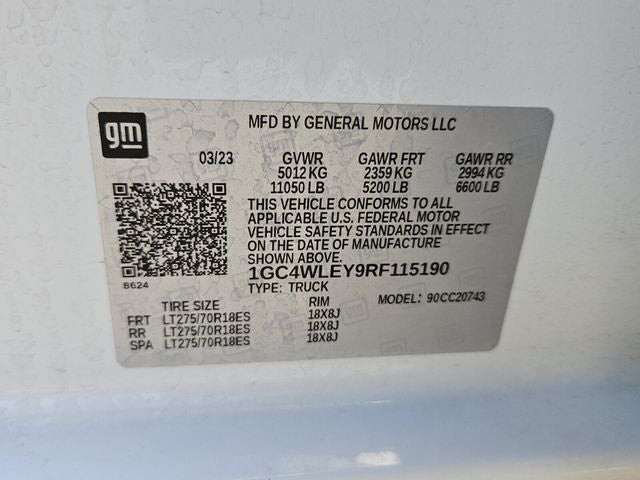 gm
MFD BY GENERAL MOTORS LLC
03/23 GVWR GAWR FRT GAWR RR
5012 KG 2359 KG 2994 KG
11050 LB 5200 LB 6600 LB
THIS VEHICLE CONFORMS TO ALL
APPLICABLE U.S. FEDERAL MOTOR
VEHICLE SAFETY STANDARDS IN EFFECT
ON THE DATE OF MANUFACTURE
SHOWN ABOVE.
1GC4WLEY9RF115190
8624
TYPE: TRUCK
MODEL: 90CC20743
TIRE SIZE RIM
FRT LT275/70R18ES 18X8J
RR LT275/70R18ES 18X8J
SPA LT275/70R18ES 18X8J